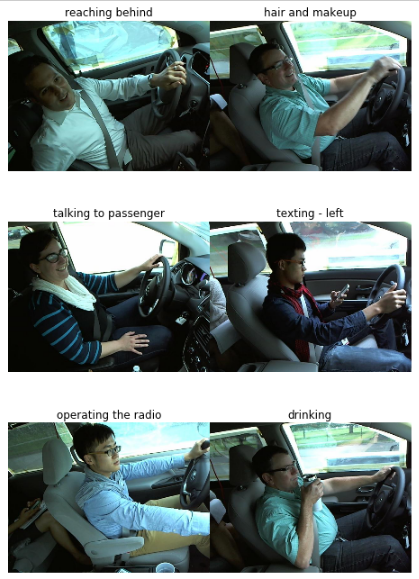 reaching behind
hair and makeup
talking to passenger
texting - left
operating the radio
drinking